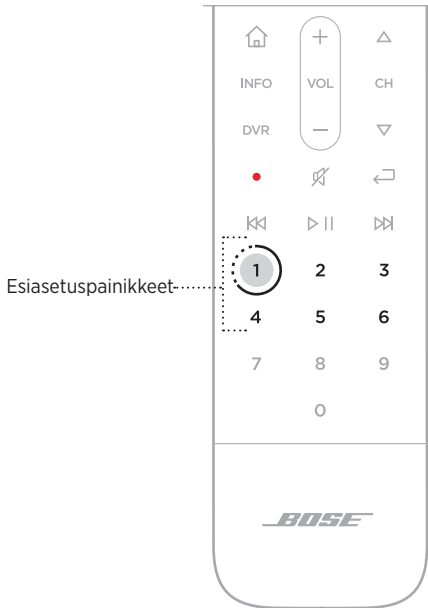 INFO VOL CH
DVR
Esiasetuspainikkeet
1 2 3
4 5 6
7 8 9
0
BOSE